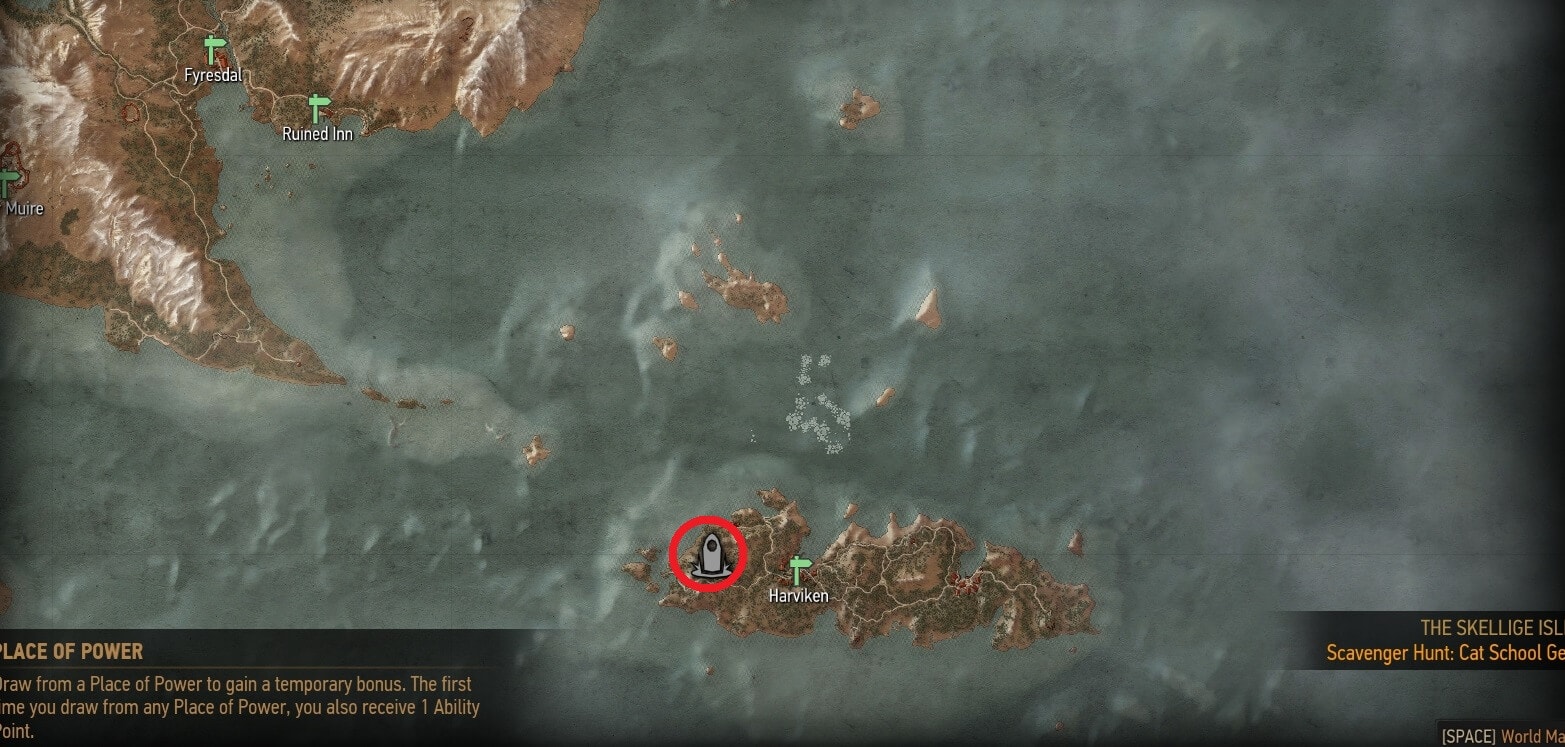 Fyresdal
Ruined Inn
Muire
Harviken
PLACE OF POWER
Draw from a Place of Power to gain a temporary bonus. The first
ime you draw from any Place of Power, you also receive 1 Ability
Point.
THE SKELLIGE ISL
Scavenger Hunt: Cat School Ge
[SPACE] World Ma